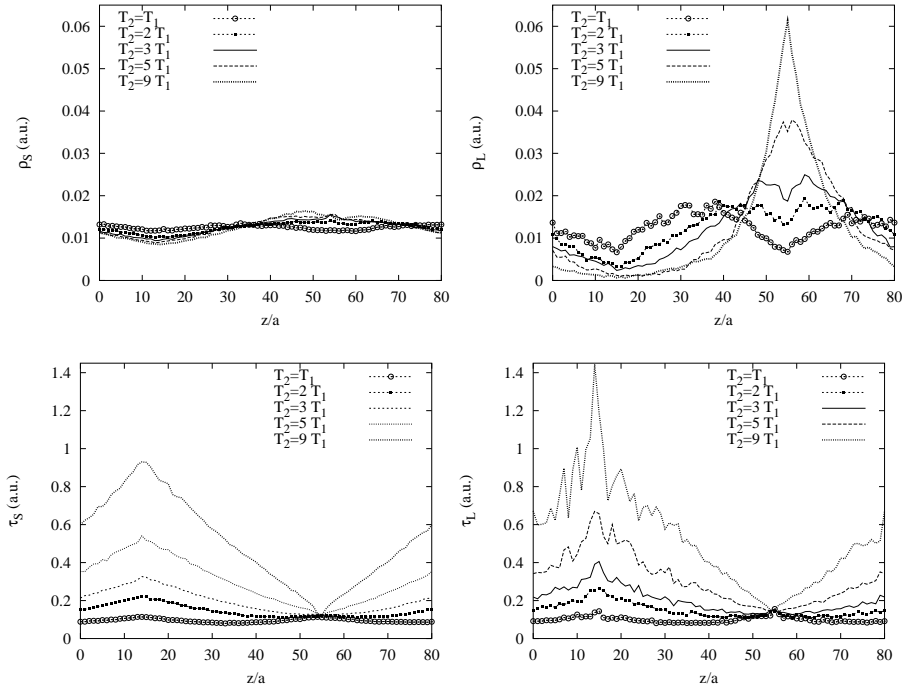 T₂=T₁
T₂=2 T₁
T₂=3 T₁
T₂=5 T₁
T₂=9 T₁
0.06
0.05
0.04
0.03
0.02
0.01
0
ρ_S (a.u.)
0 10 20 30 40 50 60 70 80
z/a
T₂=T₁
T₂=2 T₁
T₂=3 T₁
T₂=5 T₁
T₂=9 T₁
0.06
0.05
0.04
0.03
0.02
0.01
0
ρ_L (a.u.)
0 10 20 30 40 50 60 70 80
z/a
T₂=T₁
T₂=2 T₁
T₂=3 T₁
T₂=5 T₁
T₂=9 T₁
1.4
1.2
1
0.8
0.6
0.4
0.2
0
τ_S (a.u.)
0 10 20 30 40 50 60 70 80
z/a
T₂=T₁
T₂=2 T₁
T₂=3 T₁
T₂=5 T₁
T₂=9 T₁
1.4
1.2
1
0.8
0.6
0.4
0.2
0
τ_L (a.u.)
0 10 20 30 40 50 60 70 80
z/a